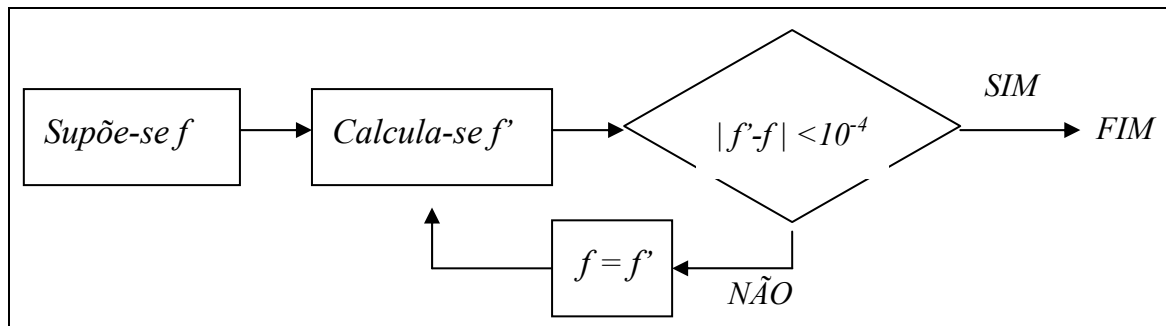 Supõe-se f
Calcula-se f’
| f’-f | <10⁻⁴
SIM
FIM
f = f’
NÃO